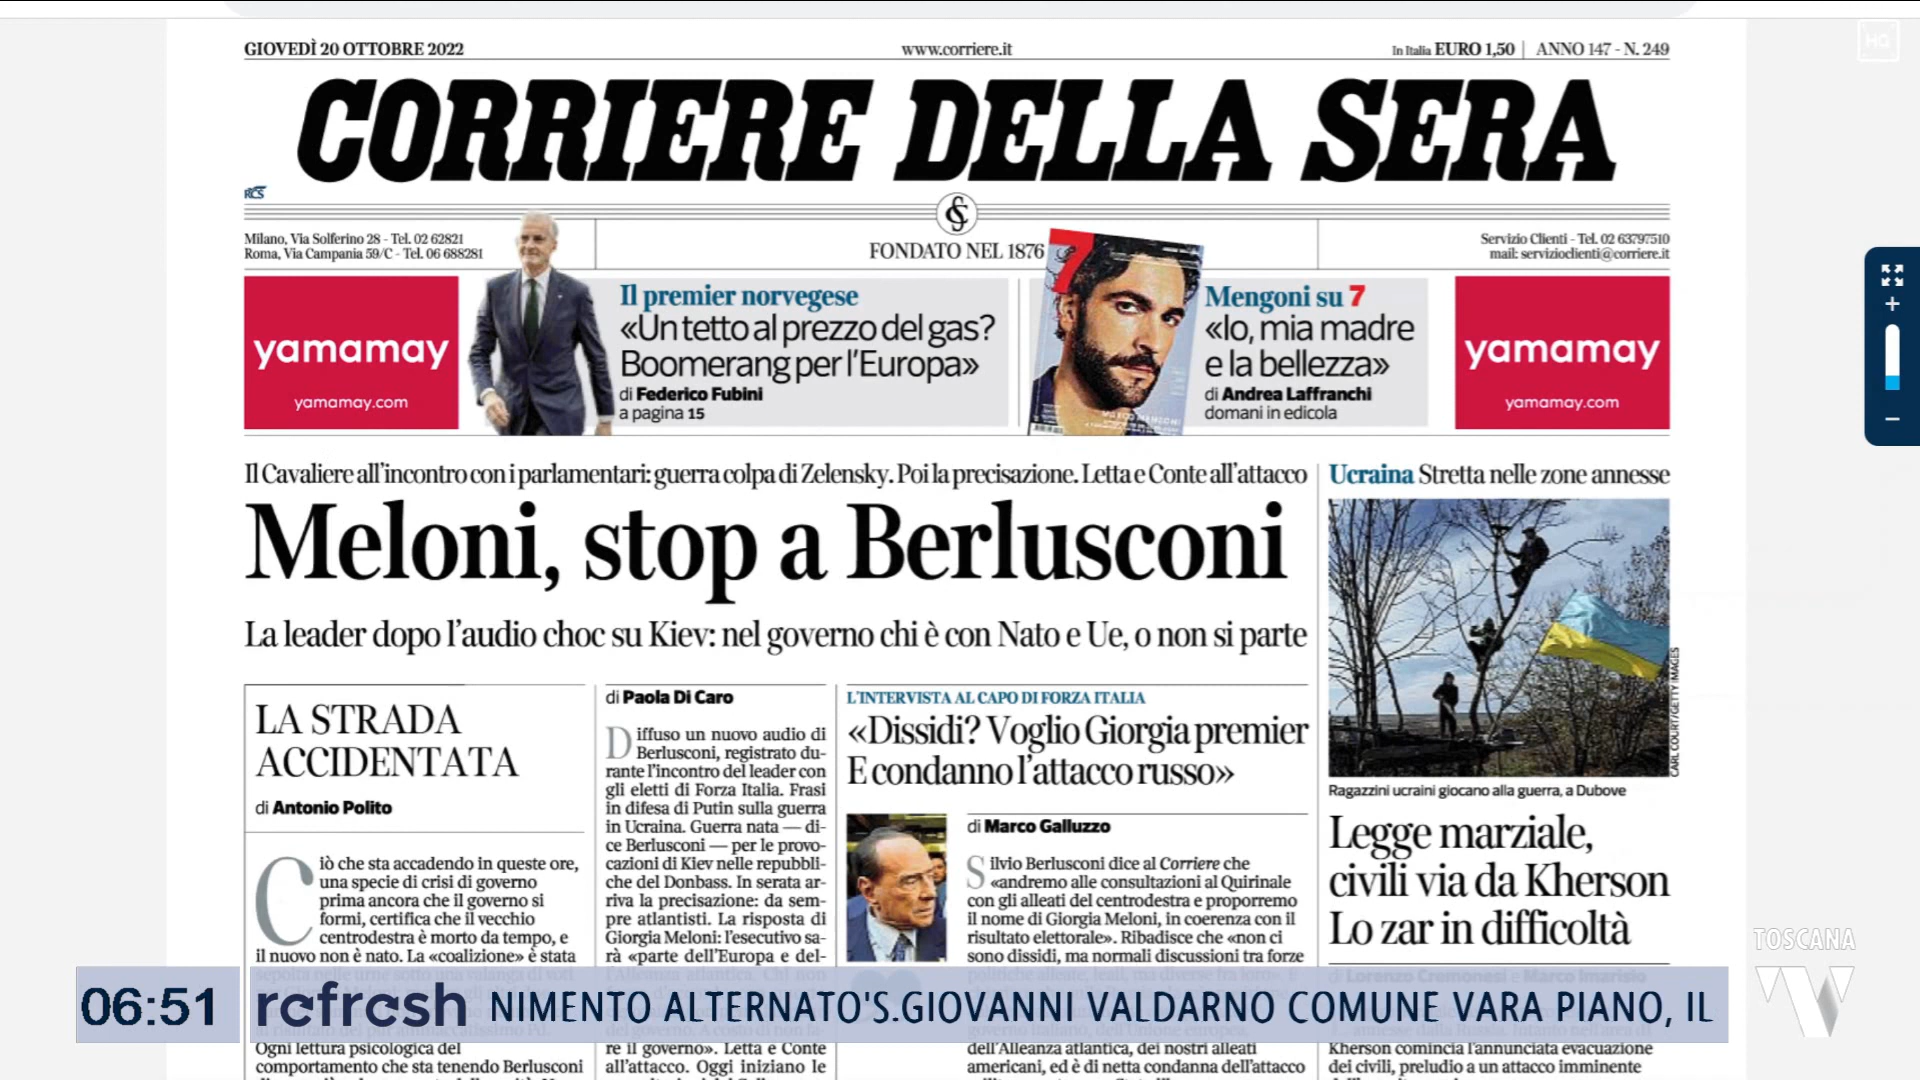 GIOVEDÌ 20 OTTOBRE 2022
www.corriere.it
In Italia EURO 1,50 | ANNO 147 - N. 249
HG
CORRIERE DELLA SERA
RCS
Milano, Via Solferino 28 - Tel. 02 62821
Roma, Via Campania 59/C - Tel. 06 688281
FONDATO NEL 1876
Servizio Clienti - Tel. 02 63797510
mail: servizioclienti@corriere.it
yamamay
yamamay.com
Il premier norvegese
«Un tetto al prezzo del gas?
Boomerang per l'Europa»
di Federico Fubini
a pagina 15
7
Mengoni su 7
«Io, mia madre
e la bellezza»
di Andrea Laffranchi
domani in edicola
yamamay
yamamay.com
Il Cavaliere all'incontro con i parlamentari: guerra colpa di Zelensky. Poi la precisazione. Letta e Conte all'attacco
Meloni, stop a Berlusconi
La leader dopo l'audio choc su Kiev: nel governo chi è con Nato e Ue, o non si parte
LA STRADA
ACCIDENTATA
di Antonio Polito
Ciò che sta accadendo in queste ore,
una specie di crisi di governo
prima ancora che il governo si
formi, certifica che il vecchio
centrodestra è morto da tempo, e
il nuovo non è nato. La «coalizione» è stata
Ogni lettura psicologica del
comportamento che sta tenendo Berlusconi
di Paola Di Caro
Diffuso un nuovo audio di
Berlusconi, registrato du-
rante l'incontro del leader con
gli eletti di Forza Italia. Frasi
in difesa di Putin sulla guerra
in Ucraina. Guerra nata — di-
ce Berlusconi — per le provo-
cazioni di Kiev nelle repubbli-
che del Donbass. In serata ar-
riva la precisazione: da sem-
pre atlantisti. La risposta di
Giorgia Meloni: l'esecutivo sa-
rà «parte dell'Europa e del-
re il governo». Letta e Conte
all'attacco. Oggi iniziano le
L'INTERVISTA AL CAPO DI FORZA ITALIA
«Dissidi? Voglio Giorgia premier
E condanno l'attacco russo»
di Marco Galluzzo
Silvio Berlusconi dice al Corriere che
«andremo alle consultazioni al Quirinale
con gli alleati del centrodestra e proporremo
il nome di Giorgia Meloni, in coerenza con il
risultato elettorale». Ribadisce che «non ci
sono dissidi, ma normali discussioni tra forze
dell'Alleanza atlantica, dei nostri alleati
americani, ed è di netta condanna dell'attacco
Ucraina Stretta nelle zone annesse
CARL COURT/GETTY IMAGES
Ragazzini ucraini giocano alla guerra, a Dubove
Legge marziale,
civili via da Kherson
Lo zar in difficoltà
di Lorenzo Cremonesi e Marco Imarisio
Kherson comincia l'annunciata evacuazione
dei civili, preludio a un attacco imminente
TOSCANA
TV
06:51
rafrash
NIMENTO ALTERNATO'S.GIOVANNI VALDARNO COMUNE VARA PIANO, IL